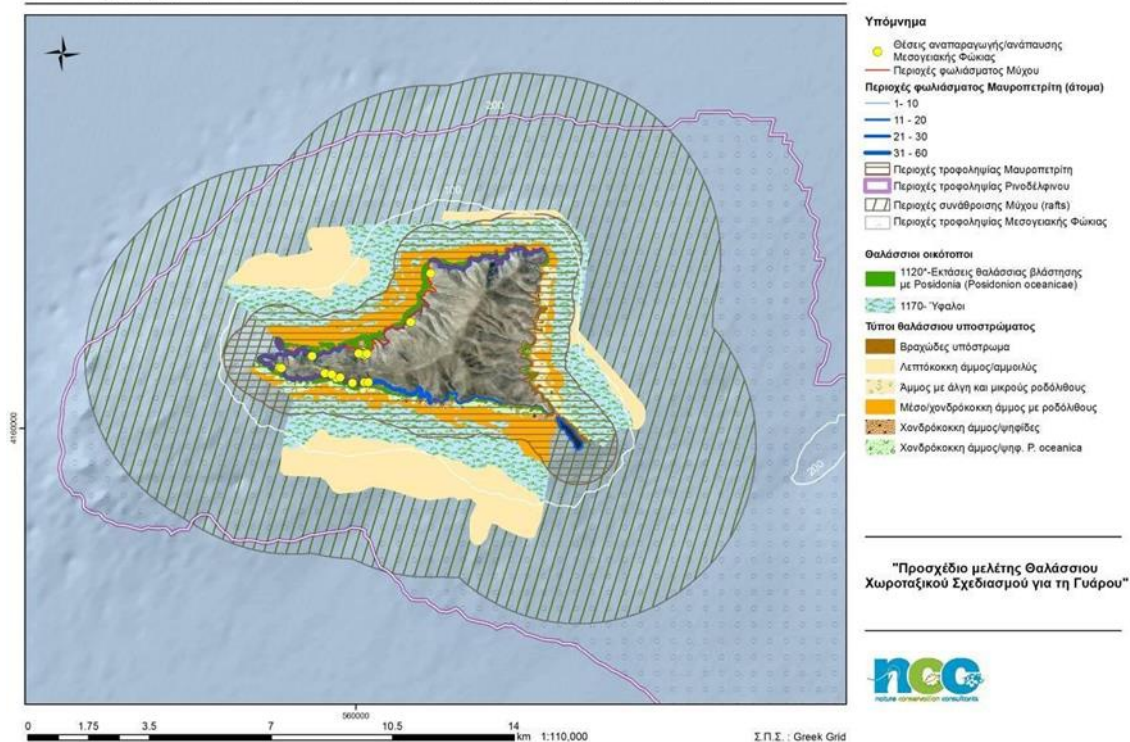 Υπόμνημα
Θέσεις αναπαραγωγής/ανάπαυσης
Μεσογειακής Φώκιας
Περιοχές φωλιάσματος Μύχου
Περιοχές φωλιάσματος Μαυροπετρίτη (άτομα)
1- 10
11 - 20
21 - 30
31 - 60
Περιοχές τροφοληψίας Μαυροπετρίτη
Περιοχές τροφοληψίας Ρινοδέλφινου
Περιοχές συνάθροισης Μύχου (rafts)
Περιοχές τροφοληψίας Μεσογειακής Φώκιας
Θαλάσσιοι οικότοποι
1120*-Εκτάσεις θαλάσσιας βλάστησης
με Posidonia (Posidonion oceanicae)
1170- Ύφαλοι
Τύποι θαλάσσιου υποστρώματος
Βραχώδες υπόστρωμα
Λεπτόκοκκη άμμος/αμμοιλύς
Άμμος με άλγη και μικρούς ροδόλιθους
Μέσο/χονδρόκοκκη άμμος με ροδόλιθους
Χονδρόκοκκη άμμος/ψηφίδες
Χονδρόκοκκη άμμος/ψηφ. P. oceanica
"Προσχέδιο μελέτης Θαλάσσιου
Χωροταξικού Σχεδιασμού για τη Γυάρου"
ncc
nature conservation consultants
200
200
4160000
560000
0 1.75 3.5 7 10.5 14
km 1:110,000
Σ.Π.Σ. : Greek Grid